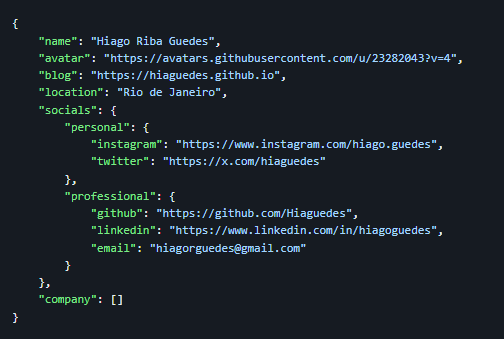 {
    "name": "Hiago Riba Guedes",
    "avatar": "https://avatars.githubusercontent.com/u/23282043?v=4",
    "blog": "https://hiaguedes.github.io",
    "location": "Rio de Janeiro",
    "socials": {
        "personal": {
            "instagram": "https://www.instagram.com/hiago.guedes",
            "twitter": "https://x.com/hiaguedes"
        },
        "professional": {
            "github": "https://github.com/Hiaguedes",
            "linkedin": "https://www.linkedin.com/in/hiagoguedes",
            "email": "hiagorguedes@gmail.com"
        }
    },
    "company": []
}